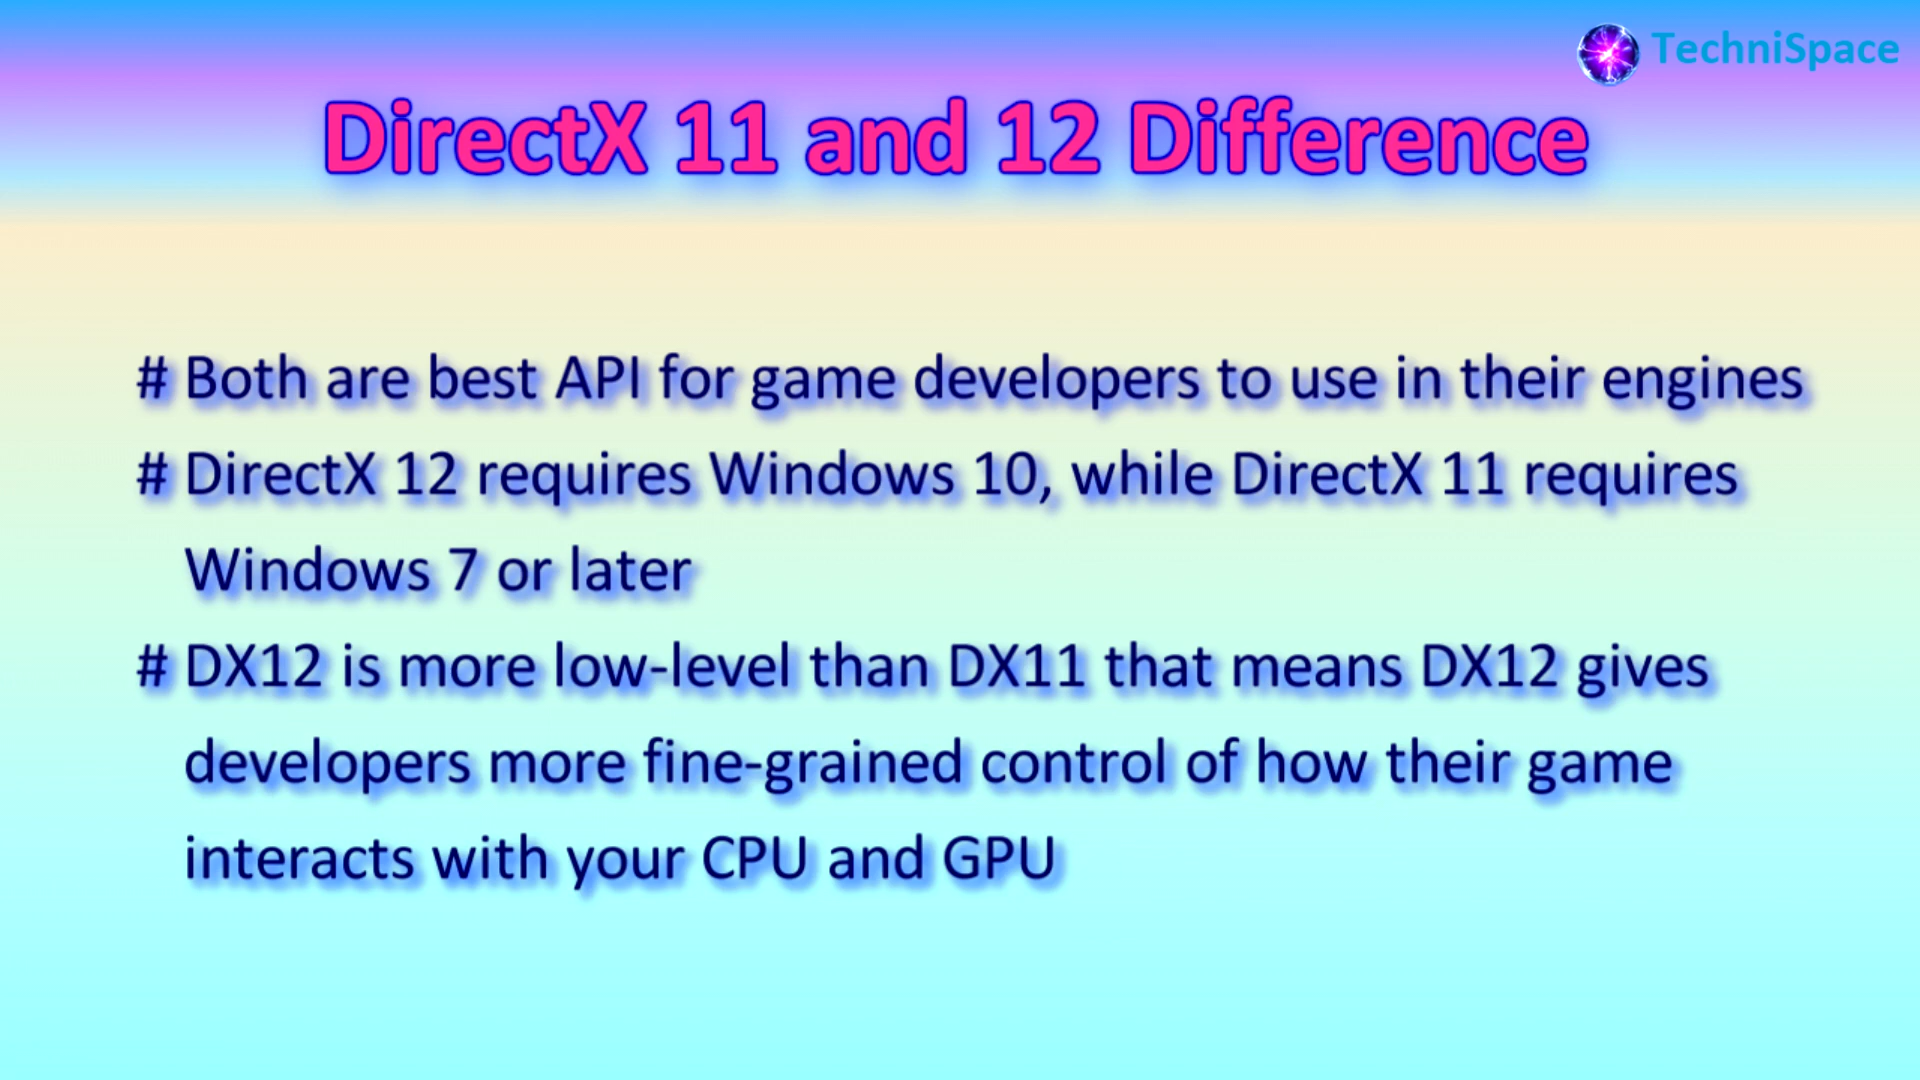 TechniSpace
DirectX 11 and 12 Difference
# Both are best API for game developers to use in their engines
# DirectX 12 requires Windows 10, while DirectX 11 requires
Windows 7 or later
# DX12 is more low-level than DX11 that means DX12 gives
developers more fine-grained control of how their game
interacts with your CPU and GPU